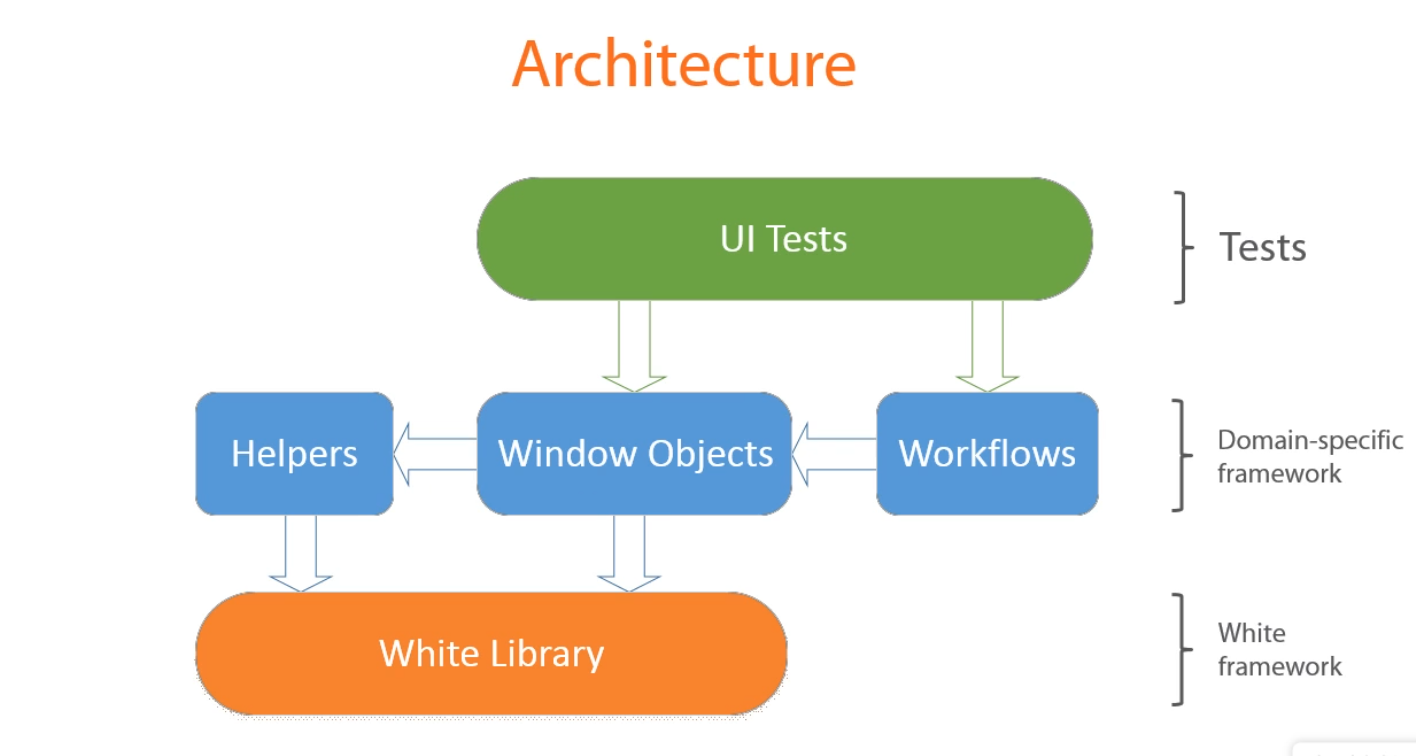 Architecture
UI Tests
Tests
Helpers
Window Objects
Workflows
Domain-specific
framework
White Library
White
framework